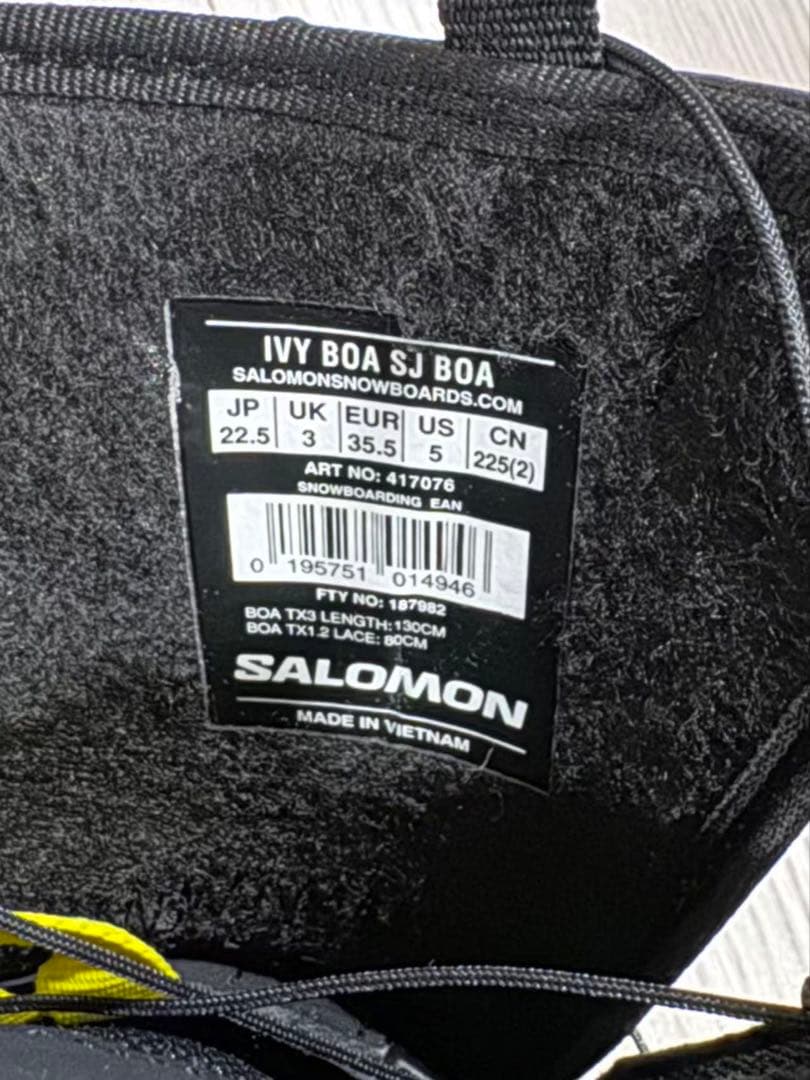 IVY BOA SJ BOA
SALOMONSNOWBOARDS.COM
JP UK EUR US CN
22.5 3 35.5 5 225(2)
ART NO: 417076
SNOWBOARDING EAN
0 195751 014946
FTY NO: 187982
BOA TX3 LENGTH:130CM
BOA TX1.2 LACE: 80CM
SALOMON
MADE IN VIETNAM